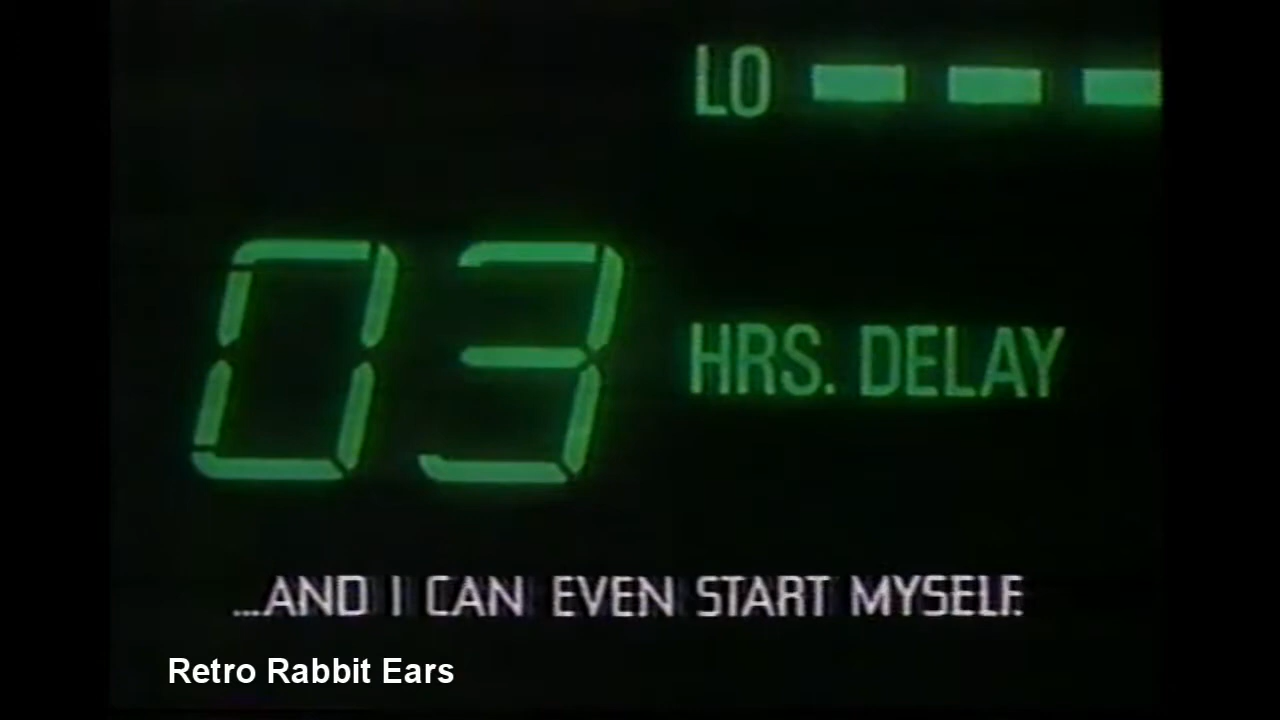 LO
03
HRS. DELAY
...AND I CAN EVEN START MYSELF.
Retro Rabbit Ears